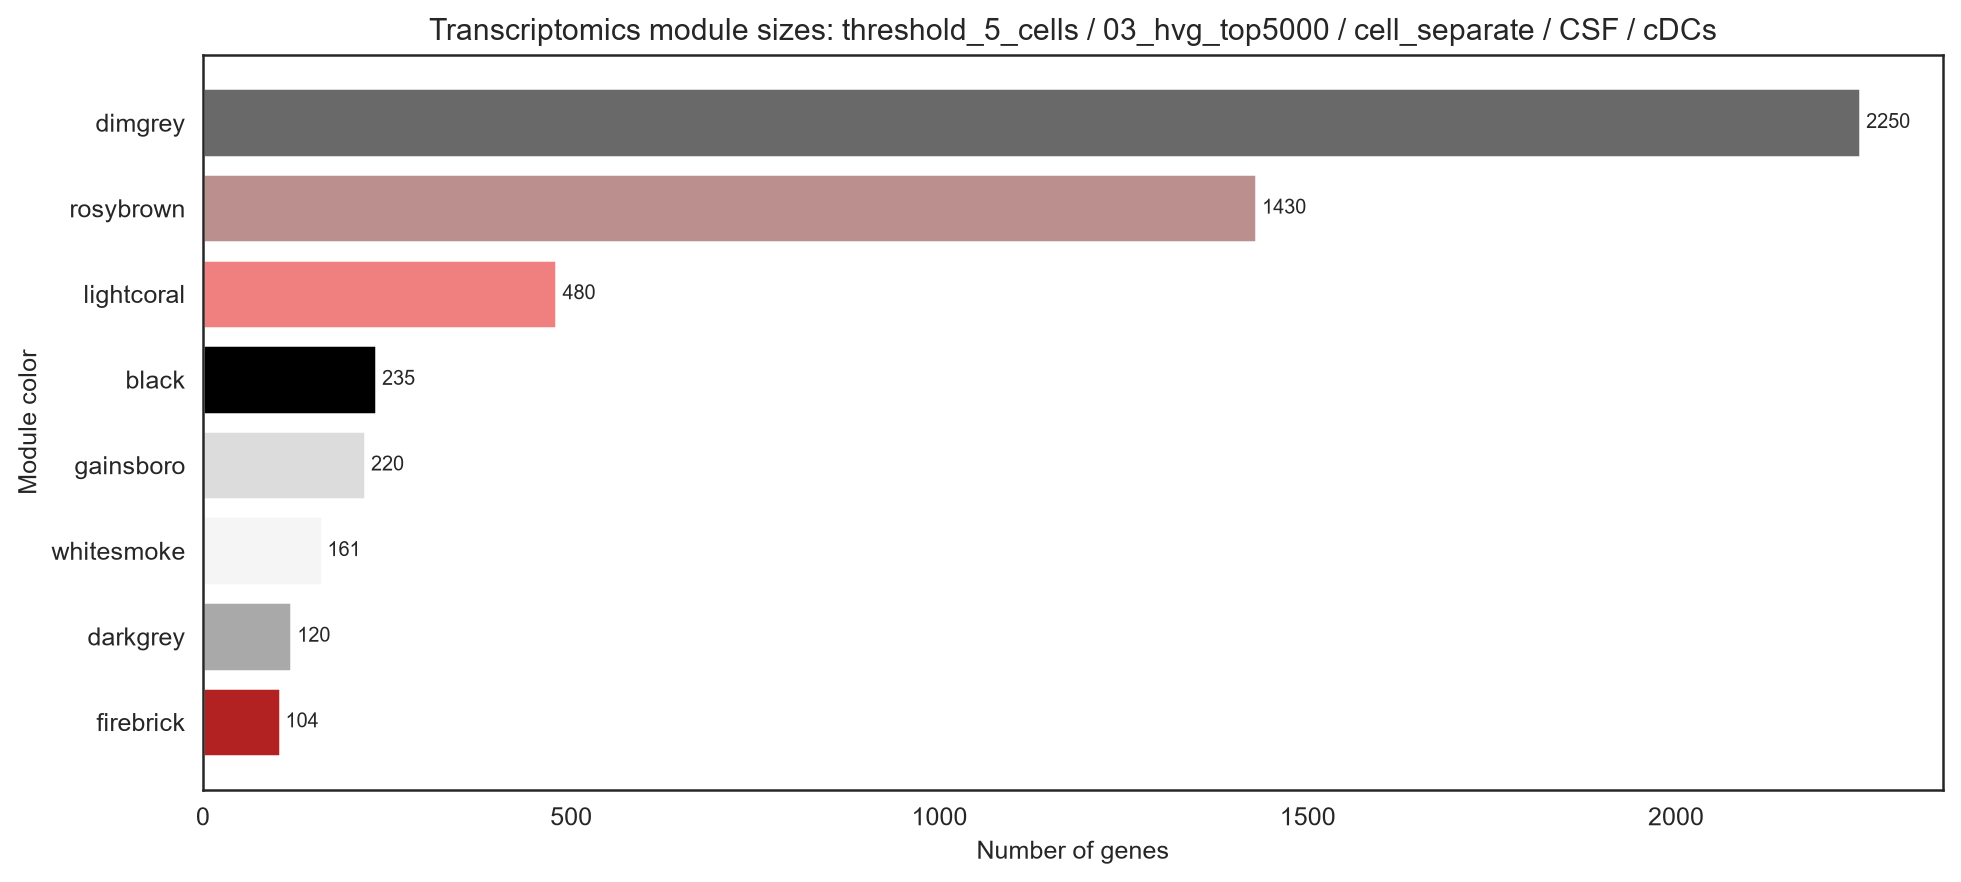 Transcriptomics module sizes: threshold_5_cells / 03_hvg_top5000 / cell_separate / CSF / cDCs
Module color
dimgrey 2250
rosybrown 1430
lightcoral 480
black 235
gainsboro 220
whitesmoke 161
darkgrey 120
firebrick 104
0 500 1000 1500 2000
Number of genes